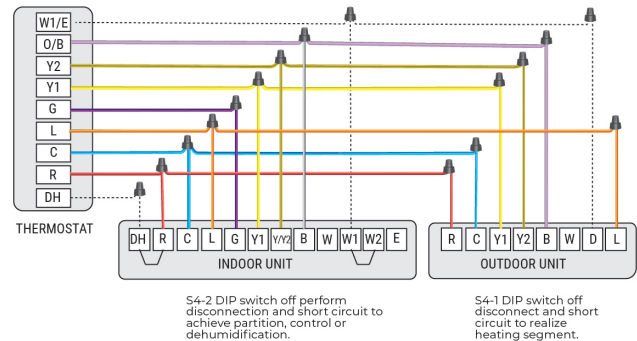 W1/E
O/B
Y2
Y1
G
L
C
R
DH
THERMOSTAT
DH R C L G Y1 Y/Y2 B W W1 W2 E
INDOOR UNIT
R C Y1 Y2 B W D L
OUTDOOR UNIT
S4-2 DIP switch off perform
disconnection and short circuit to
achieve partition, control or
dehumidification.
S4-1 DIP switch off
disconnect and short
circuit to realize
heating segment.